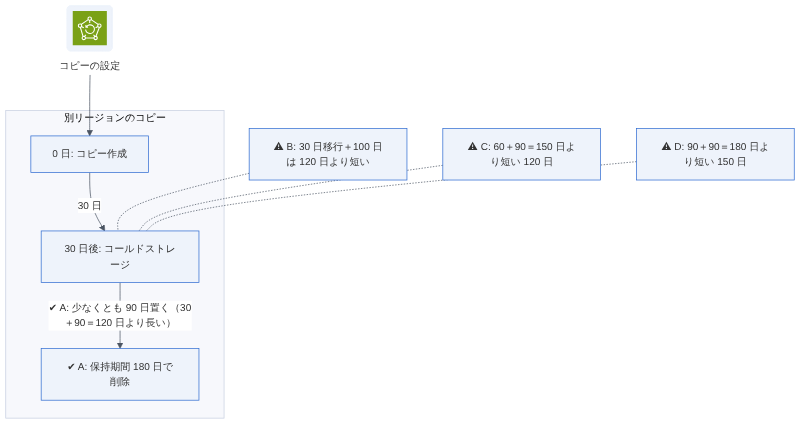 コピーの設定
別リージョンのコピー
0 日: コピー作成
⚠ B: 30 日移行＋100 日
は 120 日より短い
⚠ C: 60＋90＝150 日よ
り短い 120 日
⚠ D: 90＋90＝180 日よ
り短い 150 日
30 日
30 日後: コールドストレ
ージ
✔ A: 少なくとも 90 日置く（30
＋90＝120 日より長い）
✔ A: 保持期間 180 日で
削除